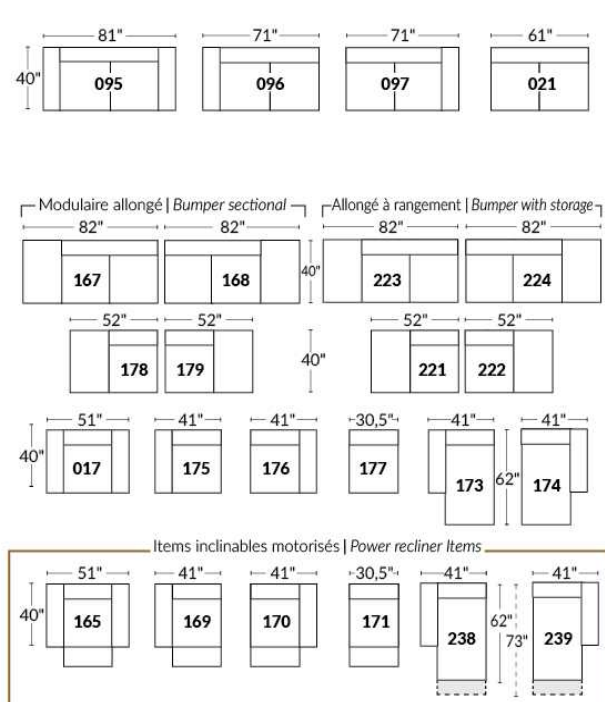 81" 71" 71" 61"
40" 095 096 097 021
Modulaire allongé | Bumper sectional Allongé à rangement | Bumper with storage
82" 82" 82" 82"
167 168 40" 223 224
52" 52" 52" 52"
178 179 40" 221 222
51" 41" 41" 30,5" 41" 41"
40" 017 175 176 177 173 62" 174
Items inclinables motorisés | Power recliner Items
51" 41" 41" 30,5" 41" 41"
40" 165 169 170 171 238 62" 73" 239